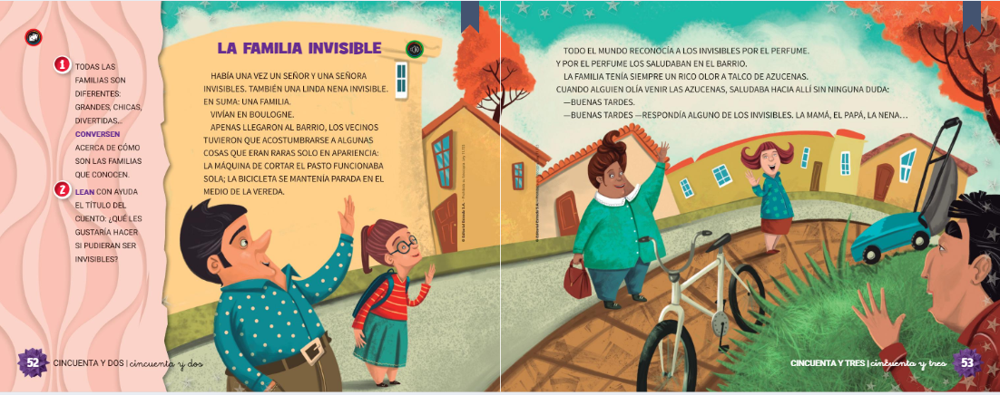 1
TODAS LAS
FAMILIAS SON
DIFERENTES:
GRANDES, CHICAS,
DIVERTIDAS...
CONVERSEN
ACERCA DE CÓMO
SON LAS FAMILIAS
QUE CONOCEN.
2
LEAN CON AYUDA
EL TÍTULO DEL
CUENTO: ¿QUÉ LES
GUSTARÍA HACER
SI PUDIERAN SER
INVISIBLES?
52 CINCUENTA Y DOS | cincuenta y dos
LA FAMILIA INVISIBLE
HABÍA UNA VEZ UN SEÑOR Y UNA SEÑORA
INVISIBLES. TAMBIÉN UNA LINDA NENA INVISIBLE.
EN SUMA: UNA FAMILIA.
VIVÍAN EN BOULOGNE.
APENAS LLEGARON AL BARRIO, LOS VECINOS
TUVIERON QUE ACOSTUMBRARSE A ALGUNAS
COSAS QUE ERAN RARAS SOLO EN APARIENCIA:
LA MÁQUINA DE CORTAR EL PASTO FUNCIONABA
SOLA; LA BICICLETA SE MANTENÍA PARADA EN EL
MEDIO DE LA VEREDA.
TODO EL MUNDO RECONOCÍA A LOS INVISIBLES POR EL PERFUME.
Y POR EL PERFUME LOS SALUDABAN EN EL BARRIO.
LA FAMILIA TENÍA SIEMPRE UN RICO OLOR A TALCO DE AZUCENAS.
CUANDO ALGUIEN OLÍA VENIR LAS AZUCENAS, SALUDABA HACIA ALLÍ SIN NINGUNA DUDA:
—BUENAS TARDES.
—BUENAS TARDES —RESPONDÍA ALGUNO DE LOS INVISIBLES. LA MAMÁ, EL PAPÁ, LA NENA...
CINCUENTA Y TRES | cincuenta y tres 53